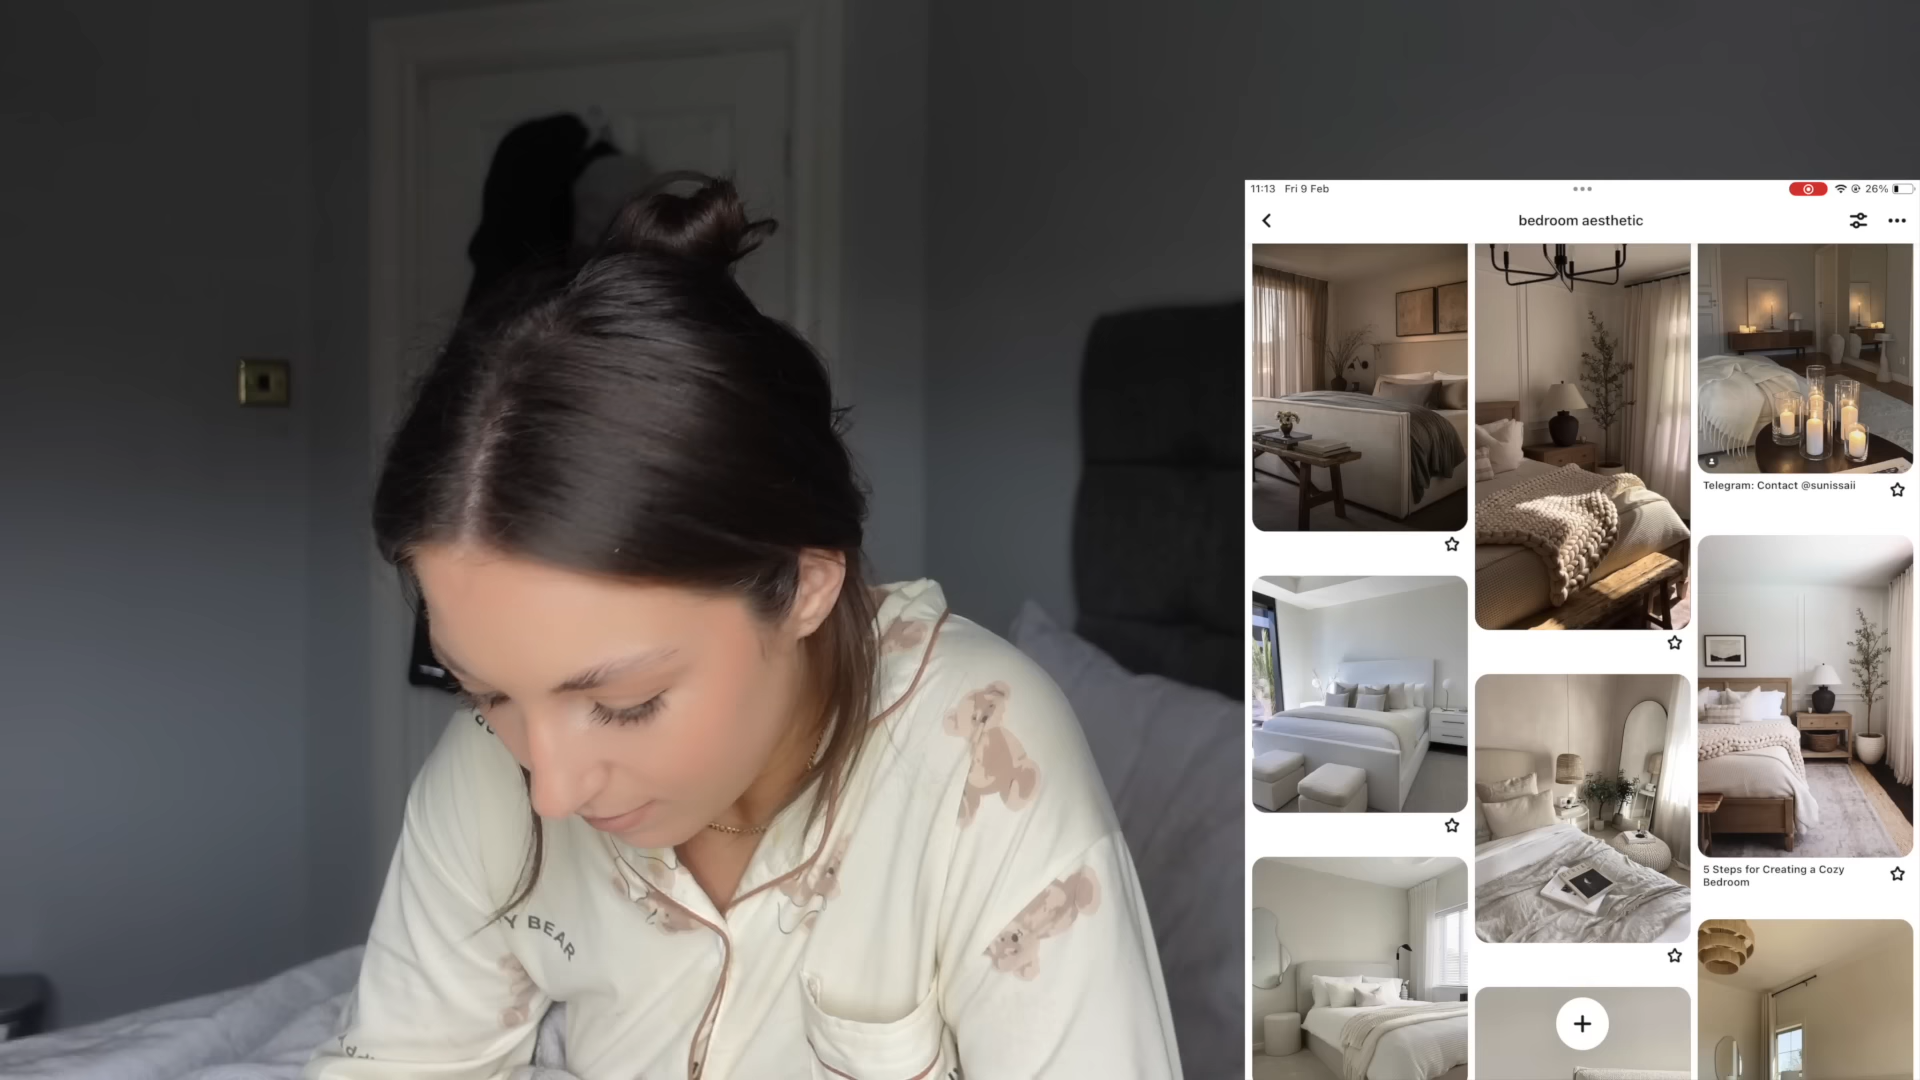 11:13 Fri 9 Feb
26%
bedroom aesthetic
Telegram: Contact @sunissaii
5 Steps for Creating a Cozy
Bedroom
BEAR